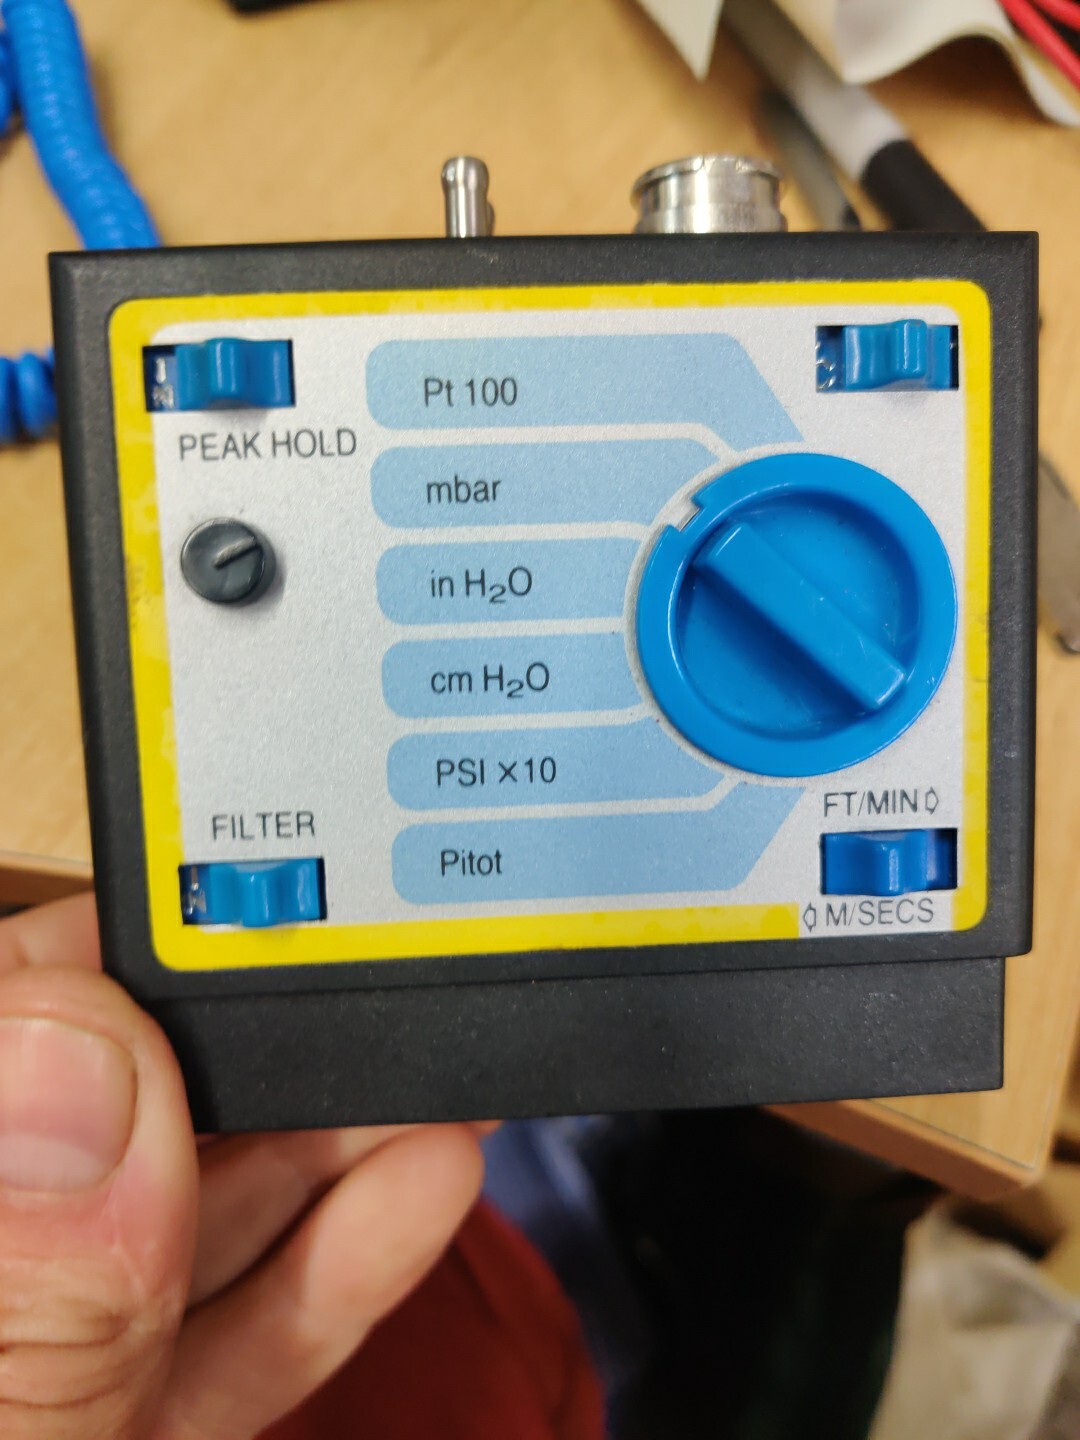 Pt 100
PEAK HOLD
mbar
in H₂O
cm H₂O
PSI ×10
FT/MIN
FILTER
Pitot
M/SECS